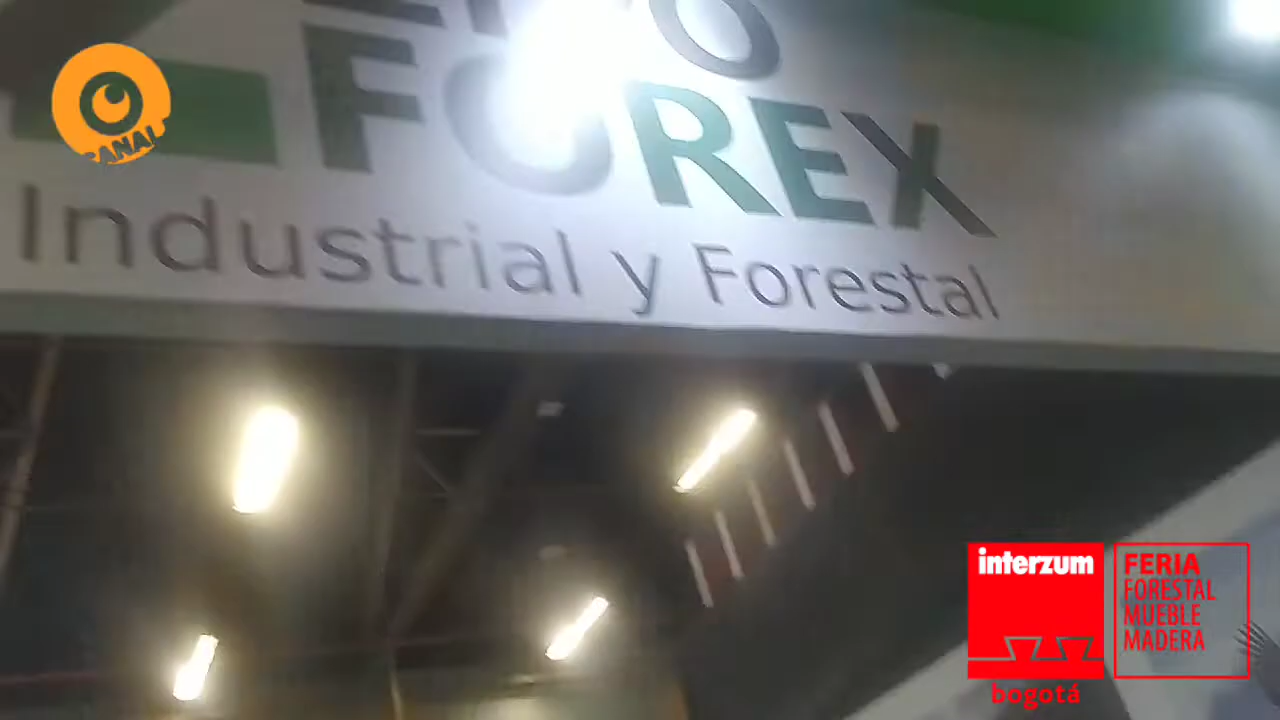 FOREX
Industrial y Forestal
CANAL
interzum
bogotá
FERIA
FORESTAL
MUEBLE
MADERA